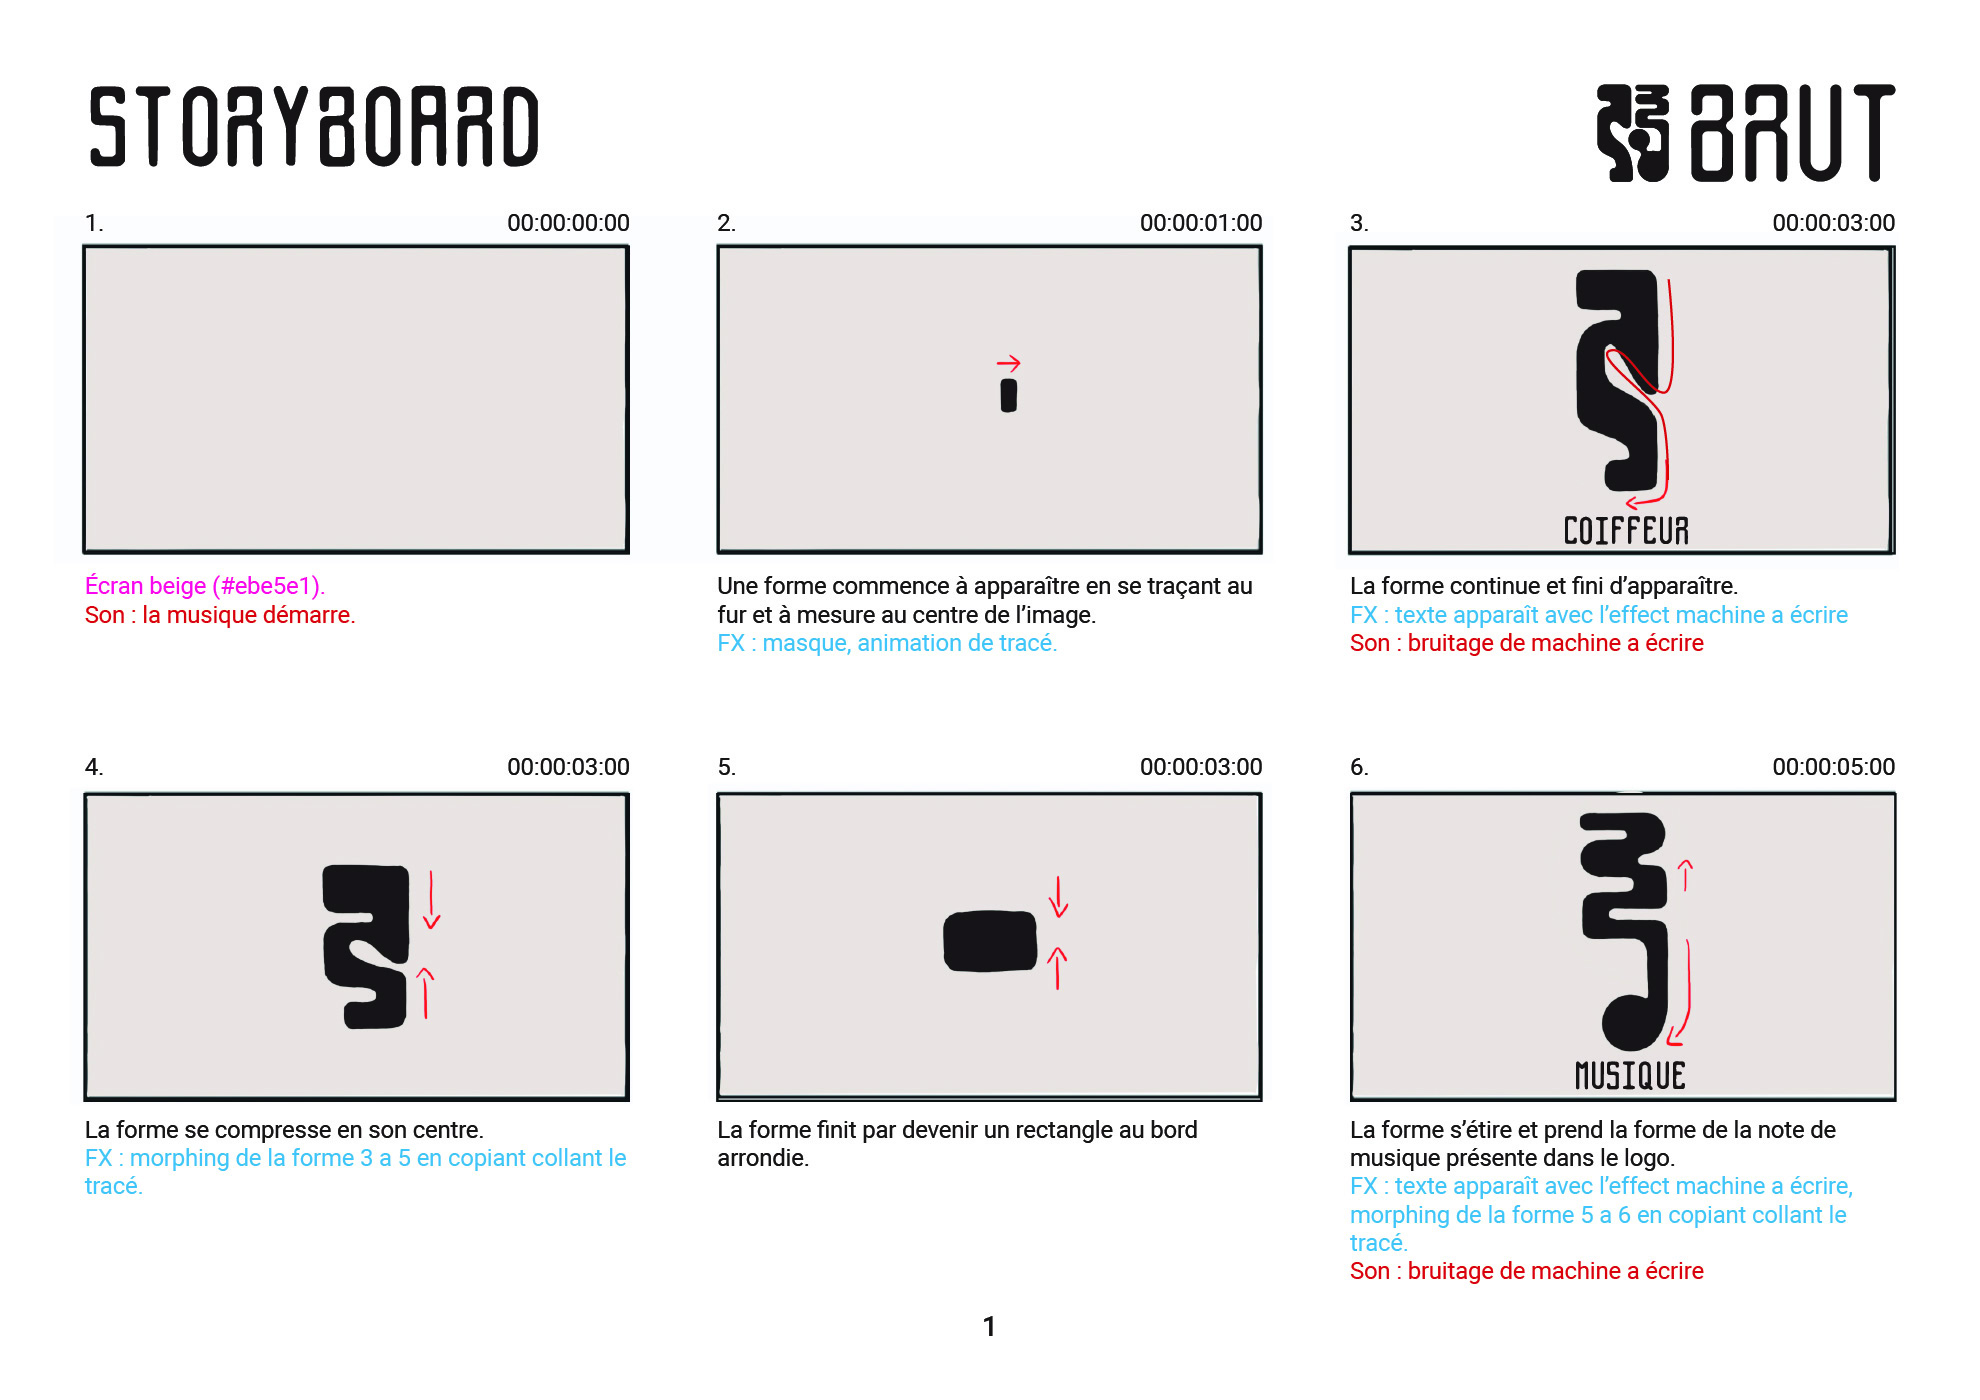 STORYBOARD
BRUT
1.
00:00:00:00
Écran beige (#ebe5e1).
Son : la musique démarre.
2.
00:00:01:00
Une forme commence à apparaître en se traçant au
fur et à mesure au centre de l’image.
FX : masque, animation de tracé.
3.
00:00:03:00
COIFFEUR
La forme continue et fini d’apparaître.
FX : texte apparaît avec l’effect machine a écrire
Son : bruitage de machine a écrire
4.
00:00:03:00
La forme se compresse en son centre.
FX : morphing de la forme 3 a 5 en copiant collant le
tracé.
5.
00:00:03:00
La forme finit par devenir un rectangle au bord
arrondie.
6.
00:00:05:00
MUSIQUE
La forme s’étire et prend la forme de la note de
musique présente dans le logo.
FX : texte apparaît avec l’effect machine a écrire,
morphing de la forme 5 a 6 en copiant collant le
tracé.
Son : bruitage de machine a écrire
1